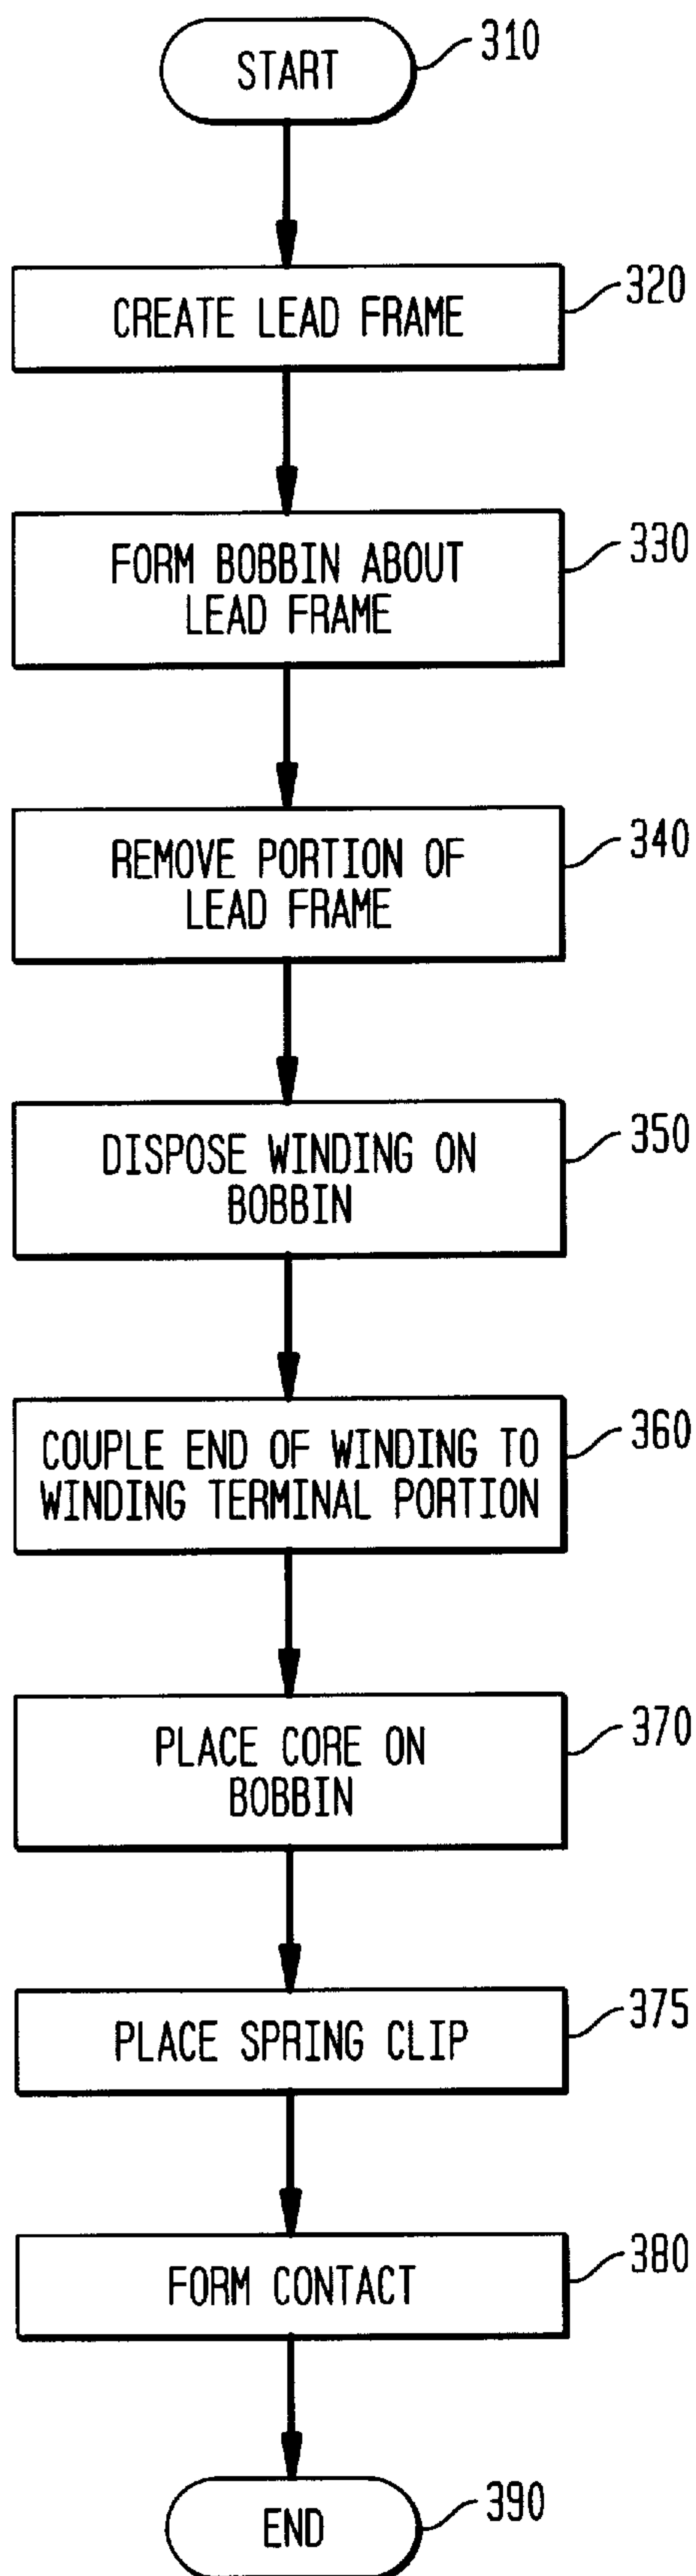 START
310
CREATE LEAD FRAME
320
FORM BOBBIN ABOUT
LEAD FRAME
330
REMOVE PORTION OF
LEAD FRAME
340
DISPOSE WINDING ON
BOBBIN
350
COUPLE END OF WINDING TO
WINDING TERMINAL PORTION
360
PLACE CORE ON
BOBBIN
370
PLACE SPRING CLIP
375
FORM CONTACT
380
END
390